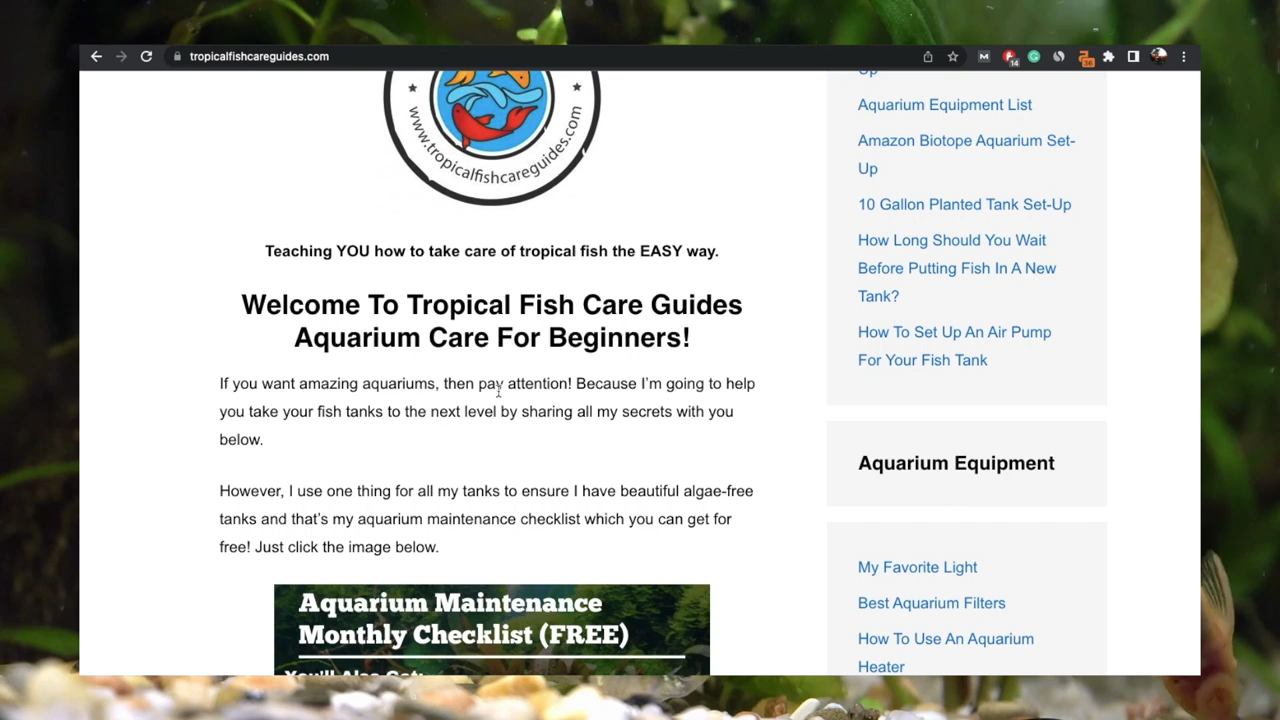 tropicalfishcareguides.com
14
36
www.tropicalfishcareguides.com
Teaching YOU how to take care of tropical fish the EASY way.
Welcome To Tropical Fish Care Guides
Aquarium Care For Beginners!
If you want amazing aquariums, then pay attention! Because I'm going to help
you take your fish tanks to the next level by sharing all my secrets with you
below.
However, I use one thing for all my tanks to ensure I have beautiful algae-free
tanks and that's my aquarium maintenance checklist which you can get for
free! Just click the image below.
Aquarium Maintenance
Monthly Checklist (FREE)
You'll Also Get:
Up
Aquarium Equipment List
Amazon Biotope Aquarium Set-
Up
10 Gallon Planted Tank Set-Up
How Long Should You Wait
Before Putting Fish In A New
Tank?
How To Set Up An Air Pump
For Your Fish Tank
Aquarium Equipment
My Favorite Light
Best Aquarium Filters
How To Use An Aquarium
Heater